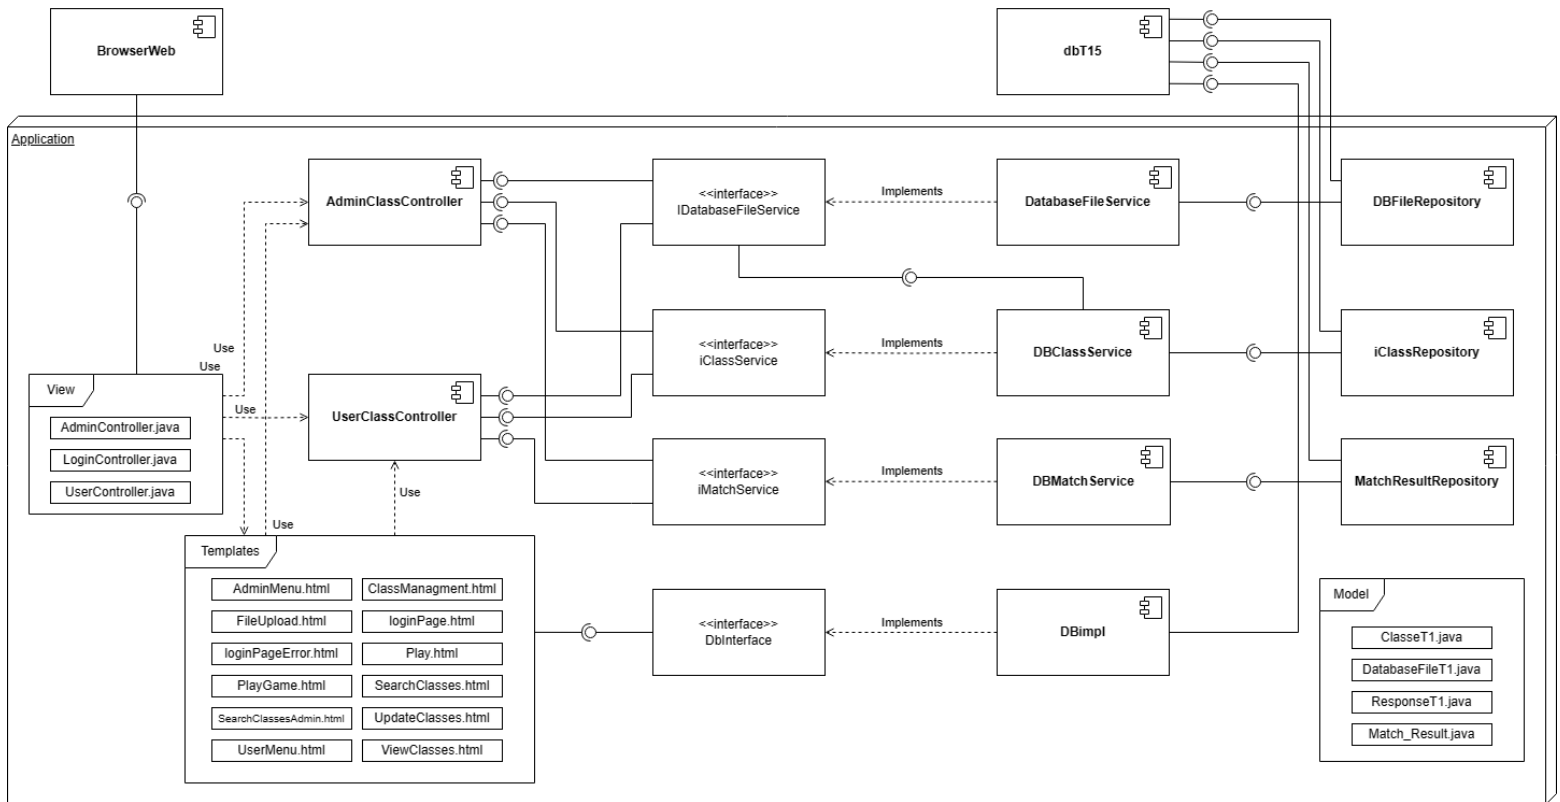 BrowserWeb
dbT15
Application
AdminClassController
<<interface>>
IDatabaseFileService
Implements
DatabaseFileService
DBFileRepository
Use
Use
<<interface>>
iClassService
Implements
DBClassService
iClassRepository
View
AdminController.java
LoginController.java
UserController.java
Use
UserClassController
Use
<<interface>>
iMatchService
Implements
DBMatchService
MatchResultRepository
Use
Templates
AdminMenu.html
ClassManagment.html
FileUpload.html
loginPage.html
loginPageError.html
Play.html
PlayGame.html
SearchClasses.html
SearchClassesAdmin.html
UpdateClasses.html
UserMenu.html
ViewClasses.html
<<interface>>
DbInterface
Implements
DBimpl
Model
ClasseT1.java
DatabaseFileT1.java
ResponseT1.java
Match_Result.java